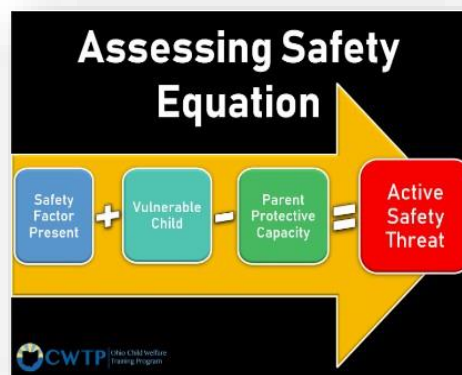 Assessing Safety
Equation
Safety
Factor
Present
+
Vulnerable
Child
-
Parent
Protective
Capacity
=
Active
Safety
Threat
CWTP
Ohio Child Welfare
Training Program